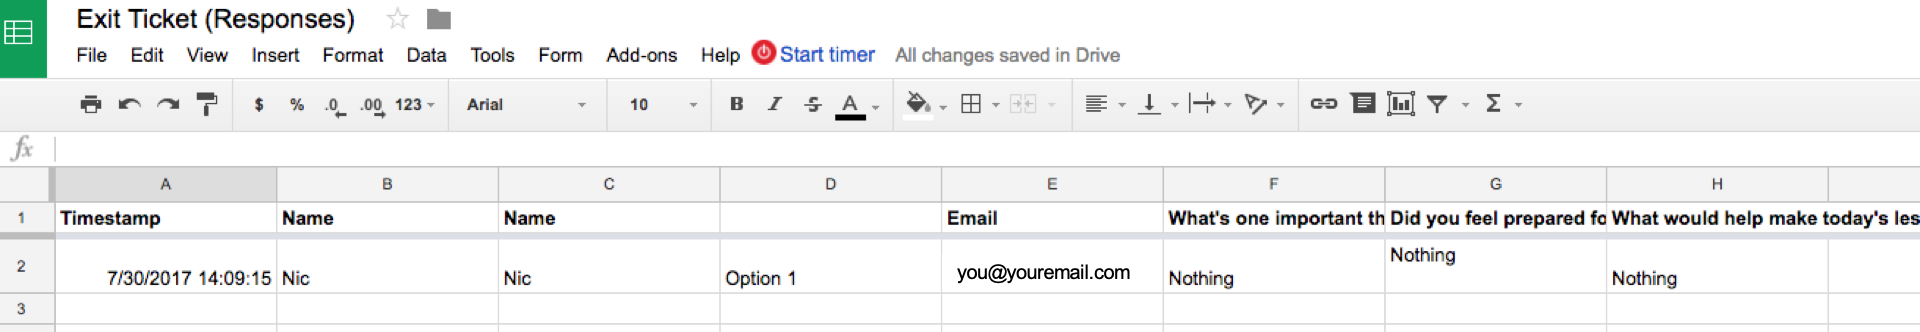 Exit Ticket (Responses)
File Edit View Insert Format Data Tools Form Add-ons Help Start timer All changes saved in Drive
$ % .0 .00 123 Arial 10 B I S A Σ
fx
A B C D E F G H
1 Timestamp Name Name Email What's one important th Did you feel prepared fo What would help make today's les
2 7/30/2017 14:09:15 Nic Nic Option 1 you@youremail.com Nothing Nothing Nothing
3